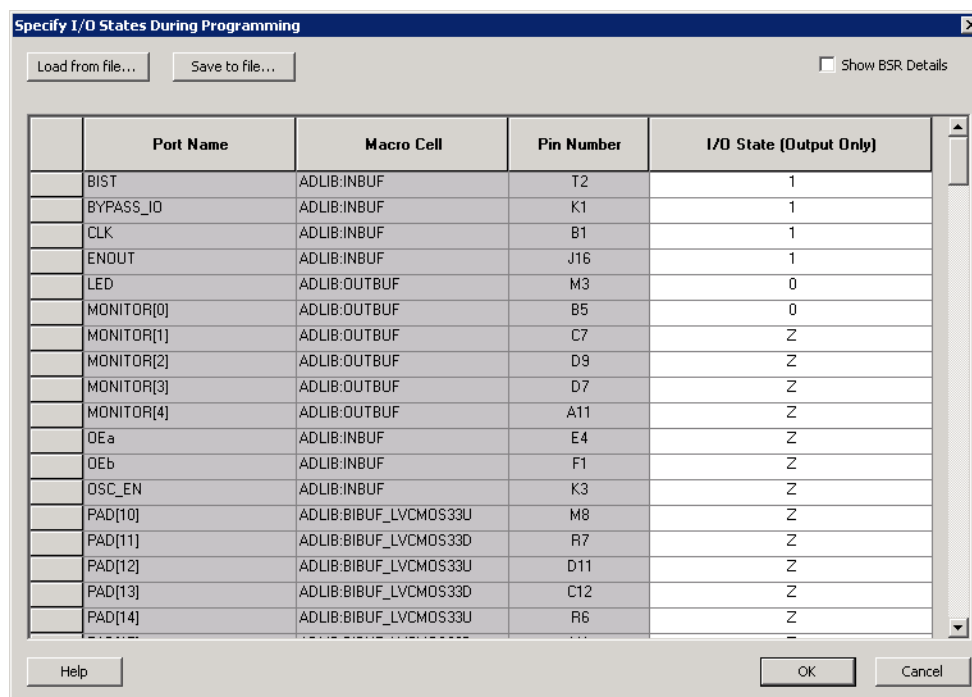 Specify I/O States During Programming
Load from file... Save to file... Show BSR Details
Port Name Macro Cell Pin Number I/O State (Output Only)
BIST ADLIB:INBUF T2 1
BYPASS_IO ADLIB:INBUF K1 1
CLK ADLIB:INBUF B1 1
ENOUT ADLIB:INBUF J16 1
LED ADLIB:OUTBUF M3 0
MONITOR[0] ADLIB:OUTBUF B5 0
MONITOR[1] ADLIB:OUTBUF C7 Z
MONITOR[2] ADLIB:OUTBUF D9 Z
MONITOR[3] ADLIB:OUTBUF D7 Z
MONITOR[4] ADLIB:OUTBUF A11 Z
OEa ADLIB:INBUF E4 Z
OEb ADLIB:INBUF F1 Z
OSC_EN ADLIB:INBUF K3 Z
PAD[10] ADLIB:BIBUF_LVCMOS33U M8 Z
PAD[11] ADLIB:BIBUF_LVCMOS33D R7 Z
PAD[12] ADLIB:BIBUF_LVCMOS33U D11 Z
PAD[13] ADLIB:BIBUF_LVCMOS33D C12 Z
PAD[14] ADLIB:BIBUF_LVCMOS33U R6 Z
Help OK Cancel